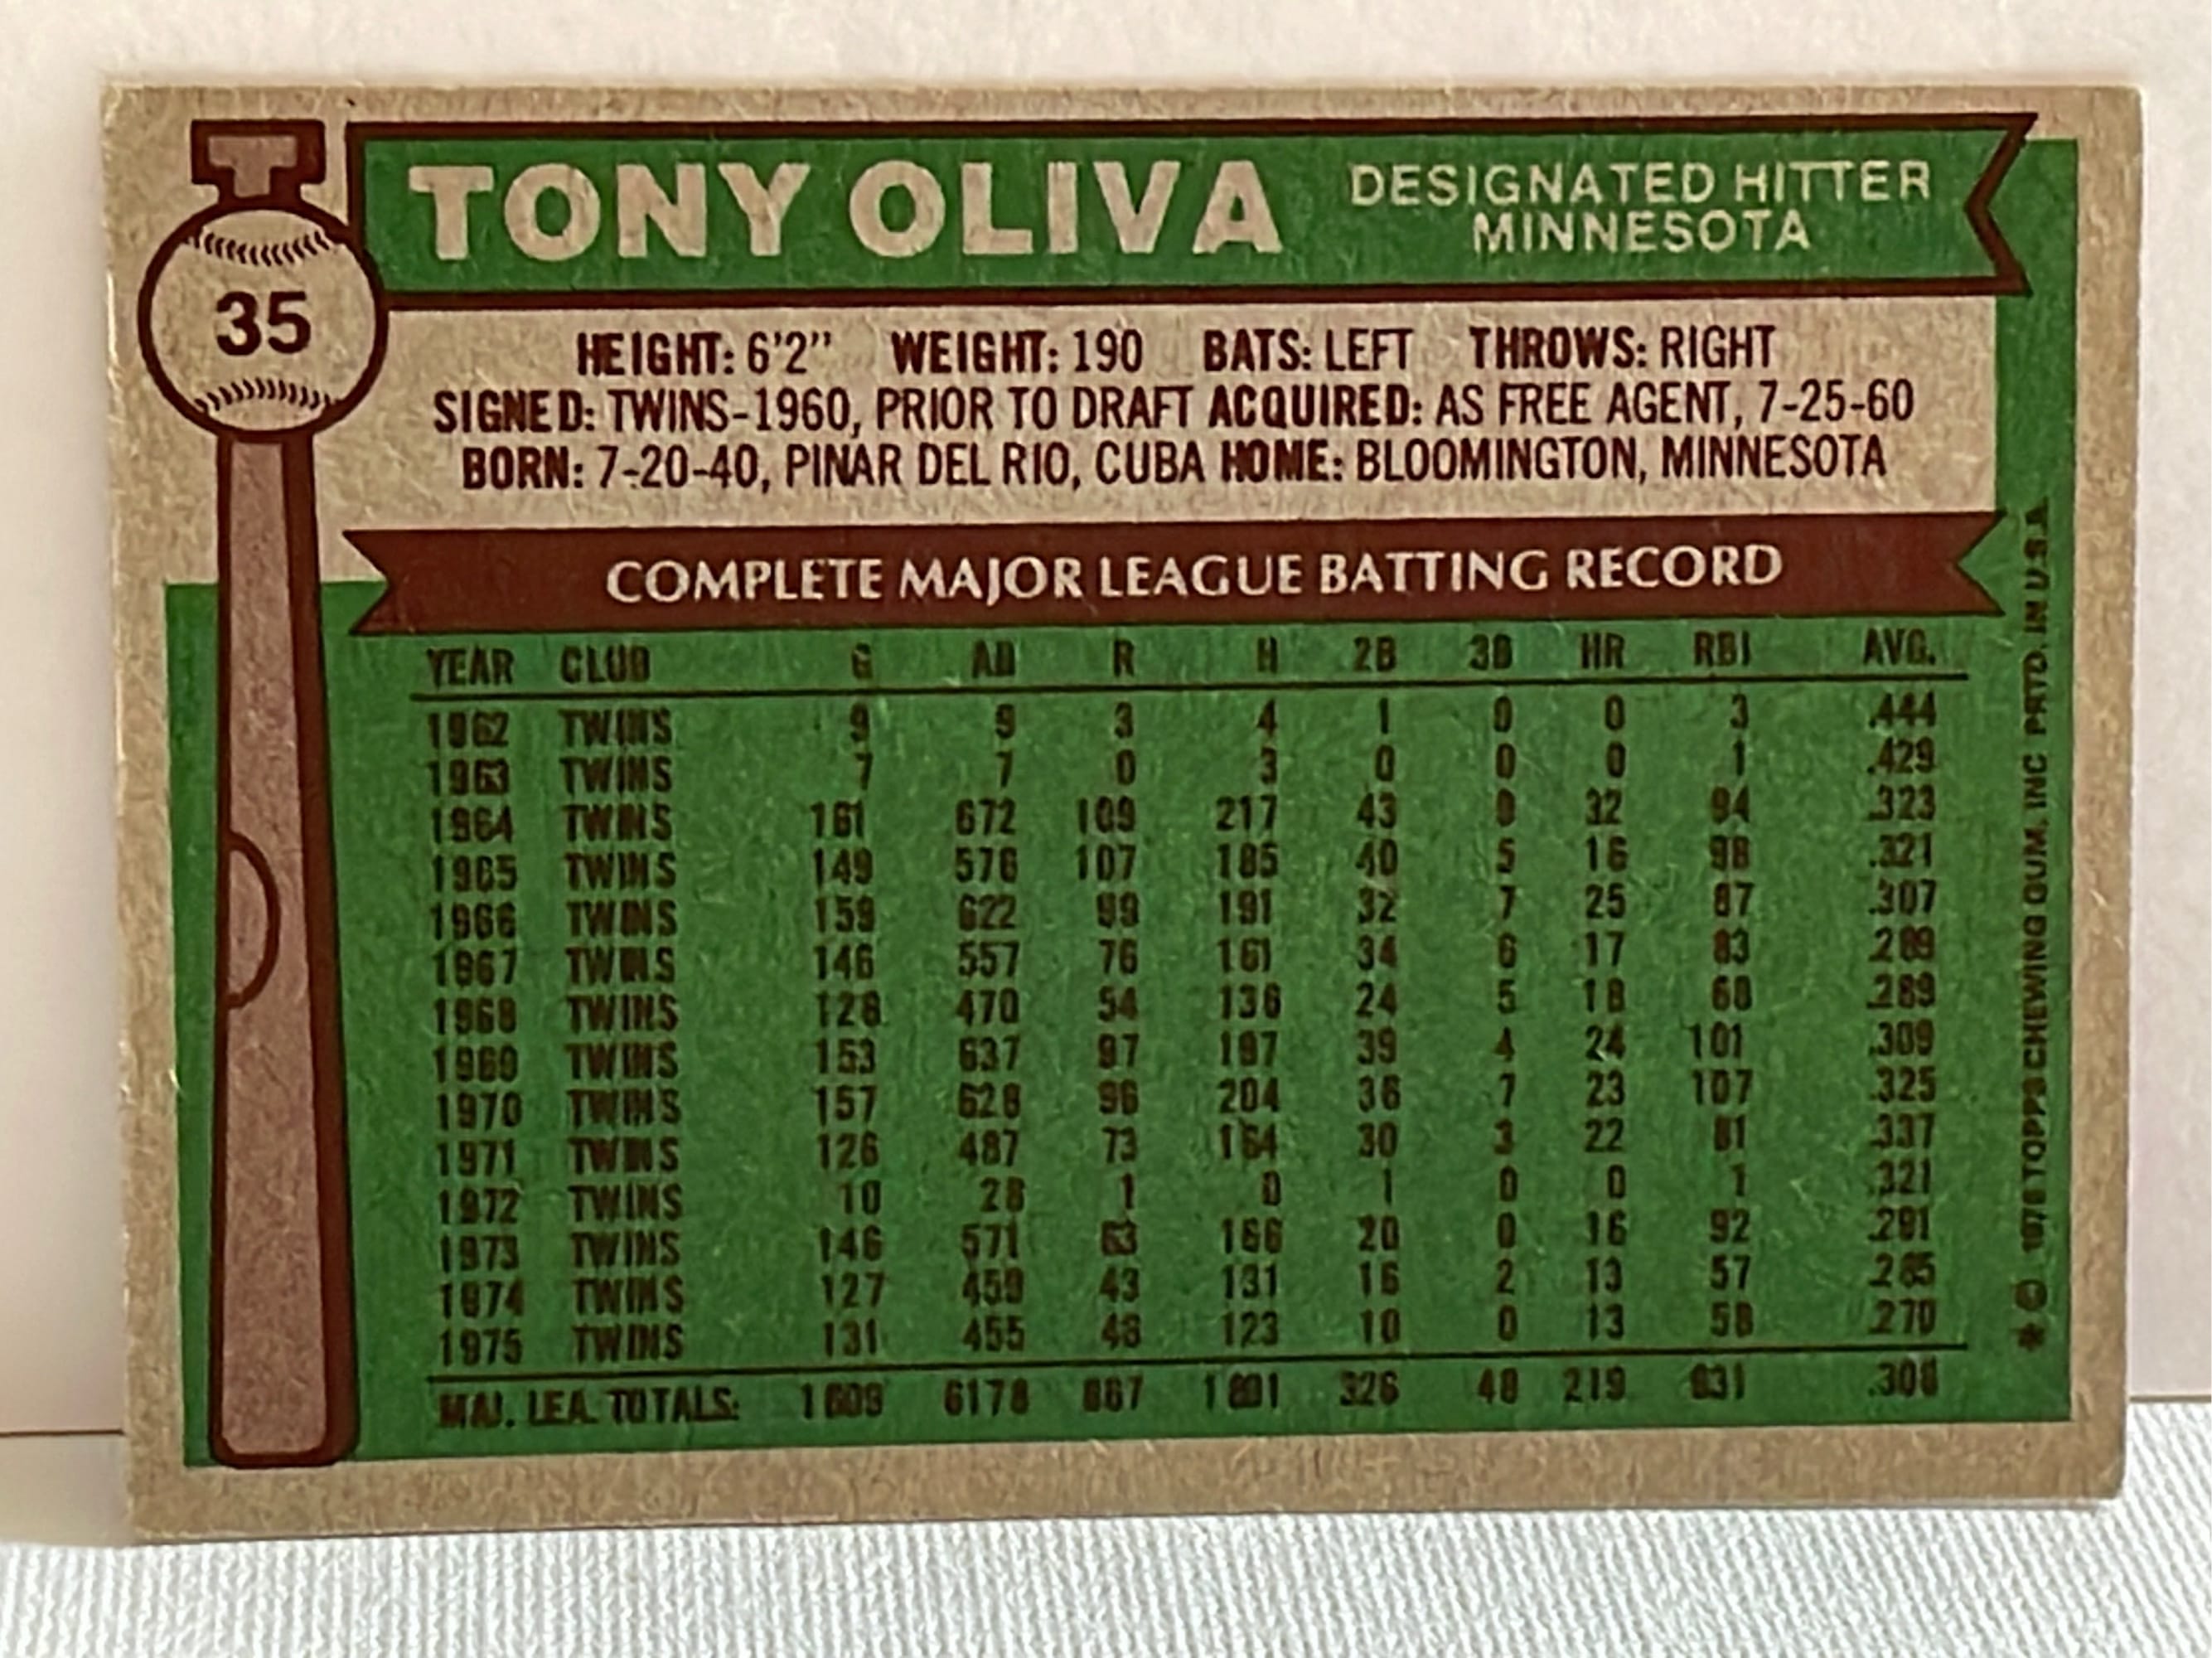 T
35
TONY OLIVA
DESIGNATED HITTER
MINNESOTA
HEIGHT: 6'2" WEIGHT: 190 BATS: LEFT THROWS: RIGHT
SIGNED: TWINS-1960, PRIOR TO DRAFT ACQUIRED: AS FREE AGENT, 7-25-60
BORN: 7-20-40, PINAR DEL RIO, CUBA HOME: BLOOMINGTON, MINNESOTA
COMPLETE MAJOR LEAGUE BATTING RECORD
YEAR CLUB G AB R H 2B 3B HR RBI AVG.
1962 TWINS 9 9 3 4 1 0 0 3 .444
1963 TWINS 7 7 0 3 0 0 0 1 .429
1964 TWINS 161 672 109 217 43 32 94 .323
1965 TWINS 149 576 107 185 40 5 16 98 .321
1966 TWINS 159 622 99 191 32 7 25 87 .307
1967 TWINS 146 557 76 161 34 6 17 83 .289
1968 TWINS 128 470 54 136 24 5 18 68 .289
1969 TWINS 153 637 97 197 39 4 24 101 .309
1970 TWINS 157 628 96 204 36 7 23 107 .325
1971 TWINS 126 487 73 164 30 3 22 81 .337
1972 TWINS 10 28 1 1 0 0 1 .321
1973 TWINS 146 571 63 166 20 0 16 92 .291
1974 TWINS 127 459 43 131 16 2 13 57 .285
1975 TWINS 131 455 46 123 10 0 13 58 .270
MAJ. LEA. TOTALS: 1609 6178 326 48 219
* © 1976 TOPPS CHEWING GUM, INC PRTD. IN U.S.A.